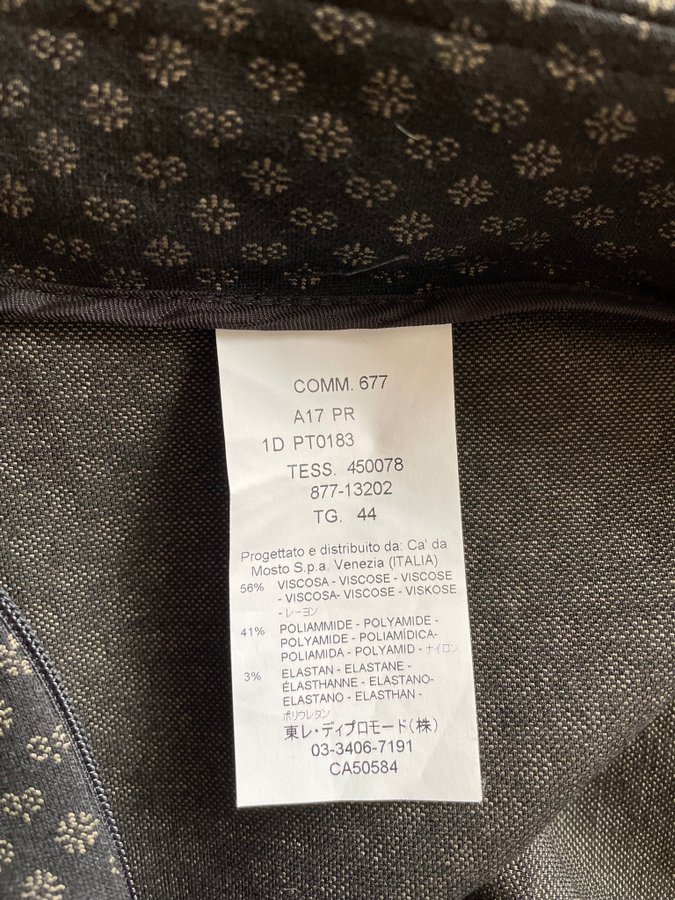 COMM. 677
A17 PR
1D PT0183
TESS. 450078
877-13202
TG. 44
Progettato e distribuito da: Ca' da
Mosto S.p.a. Venezia (ITALIA)
56% VISCOSA - VISCOSE - VISCOSE
- VISCOSA- VISCOSE - VISKOSE
- レーヨン
41% POLIAMMIDE - POLYAMIDE -
POLYAMIDE - POLIAMÍDICA-
POLIAMIDA - POLYAMID - ナイロン
3% ELASTAN - ELASTANE -
ÉLASTHANNE - ELASTANO-
ELASTANO - ELASTHAN -
ポリウレタン
東レ・ディプロモード(株)
03-3406-7191
CA50584